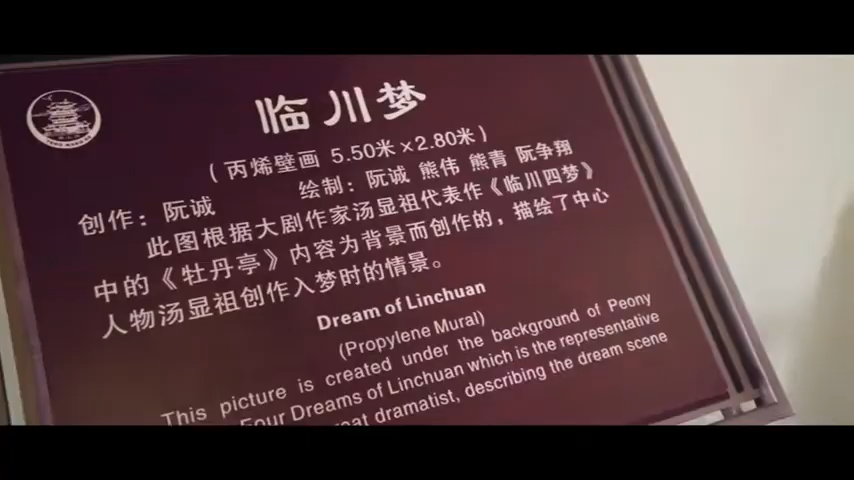 临川梦
(丙烯壁画 5.50米×2.80米)
创作:阮诚 绘制:阮诚 熊伟 熊青 阮争翔
此图根据大剧作家汤显祖代表作《临川四梦》
中的《牡丹亭》内容为背景而创作的,描绘了中心
人物汤显祖创作入梦时的情景。
Dream of Linchuan
(Propylene Mural)
This picture is created under the background of Peony
Four Dreams of Linchuan which is the representative
dramatist, describing the dream scene